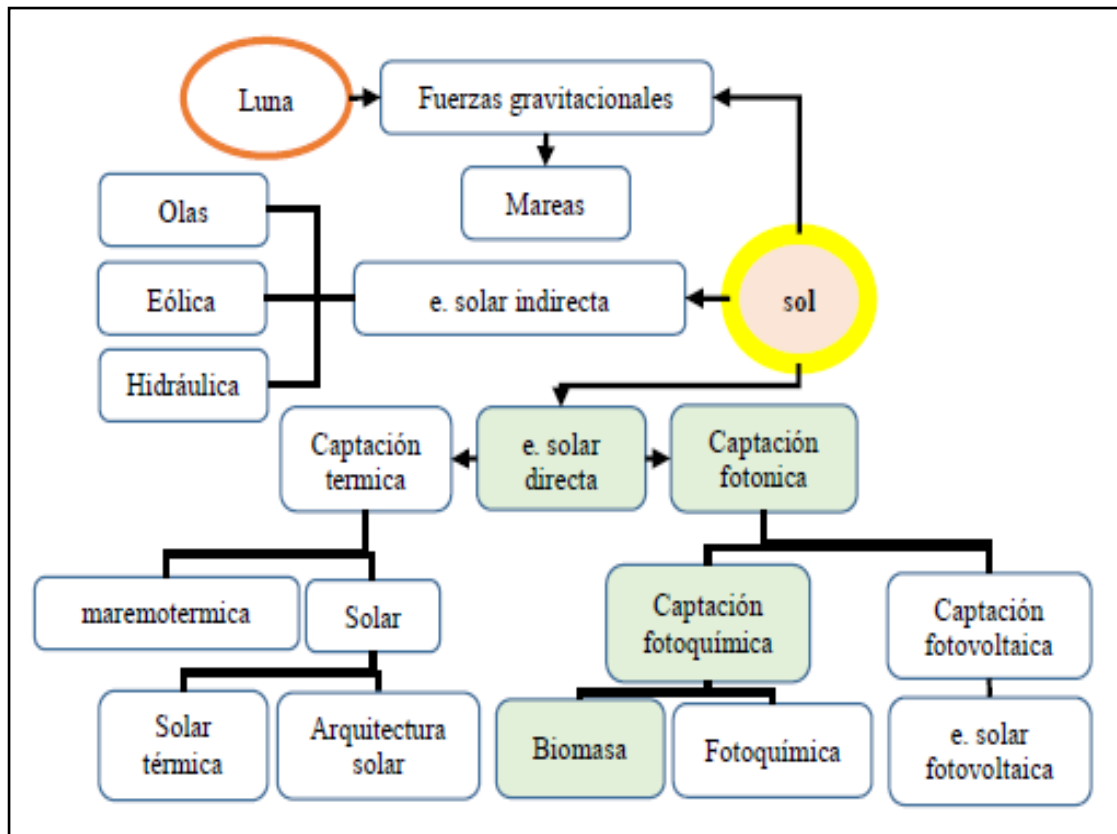 Luna
Fuerzas gravitacionales
Mareas
Olas
Eólica
e. solar indirecta
sol
Hidráulica
Captación
termica
e. solar
directa
Captación
fotonica
maremotermica
Solar
Captación
fotoquímica
Captación
fotovoltaica
Solar
térmica
Arquitectura
solar
Biomasa
Fotoquímica
e. solar
fotovoltaica